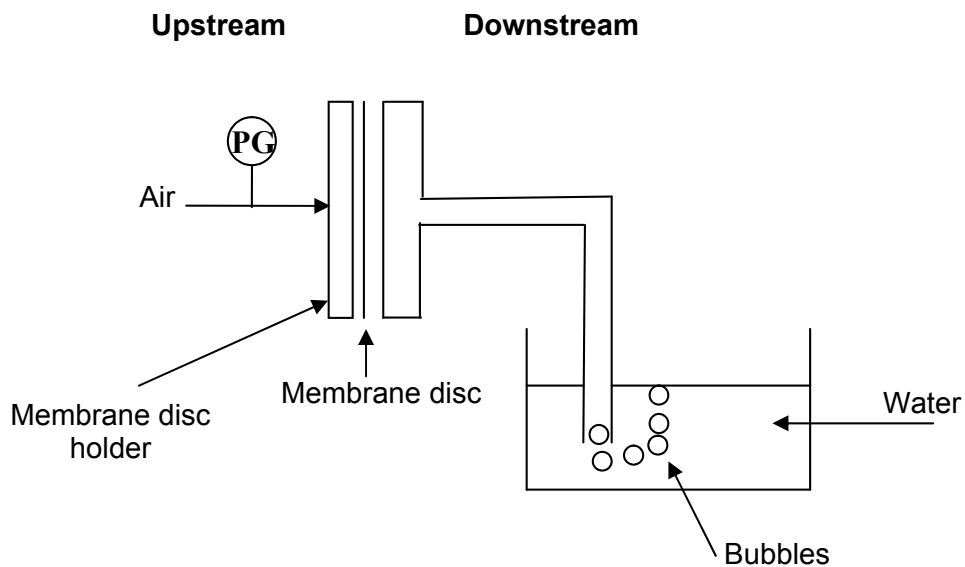 Upstream
Downstream
PG
Air
Membrane disc
Water
Membrane disc
holder
Bubbles